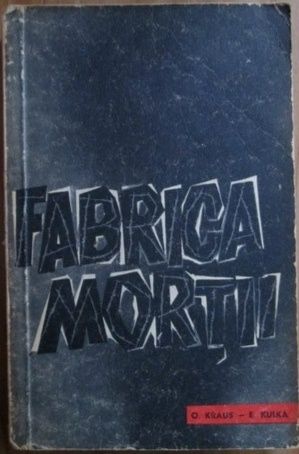 FABRICA
MORȚII
O. KRAUS – E. KULKA